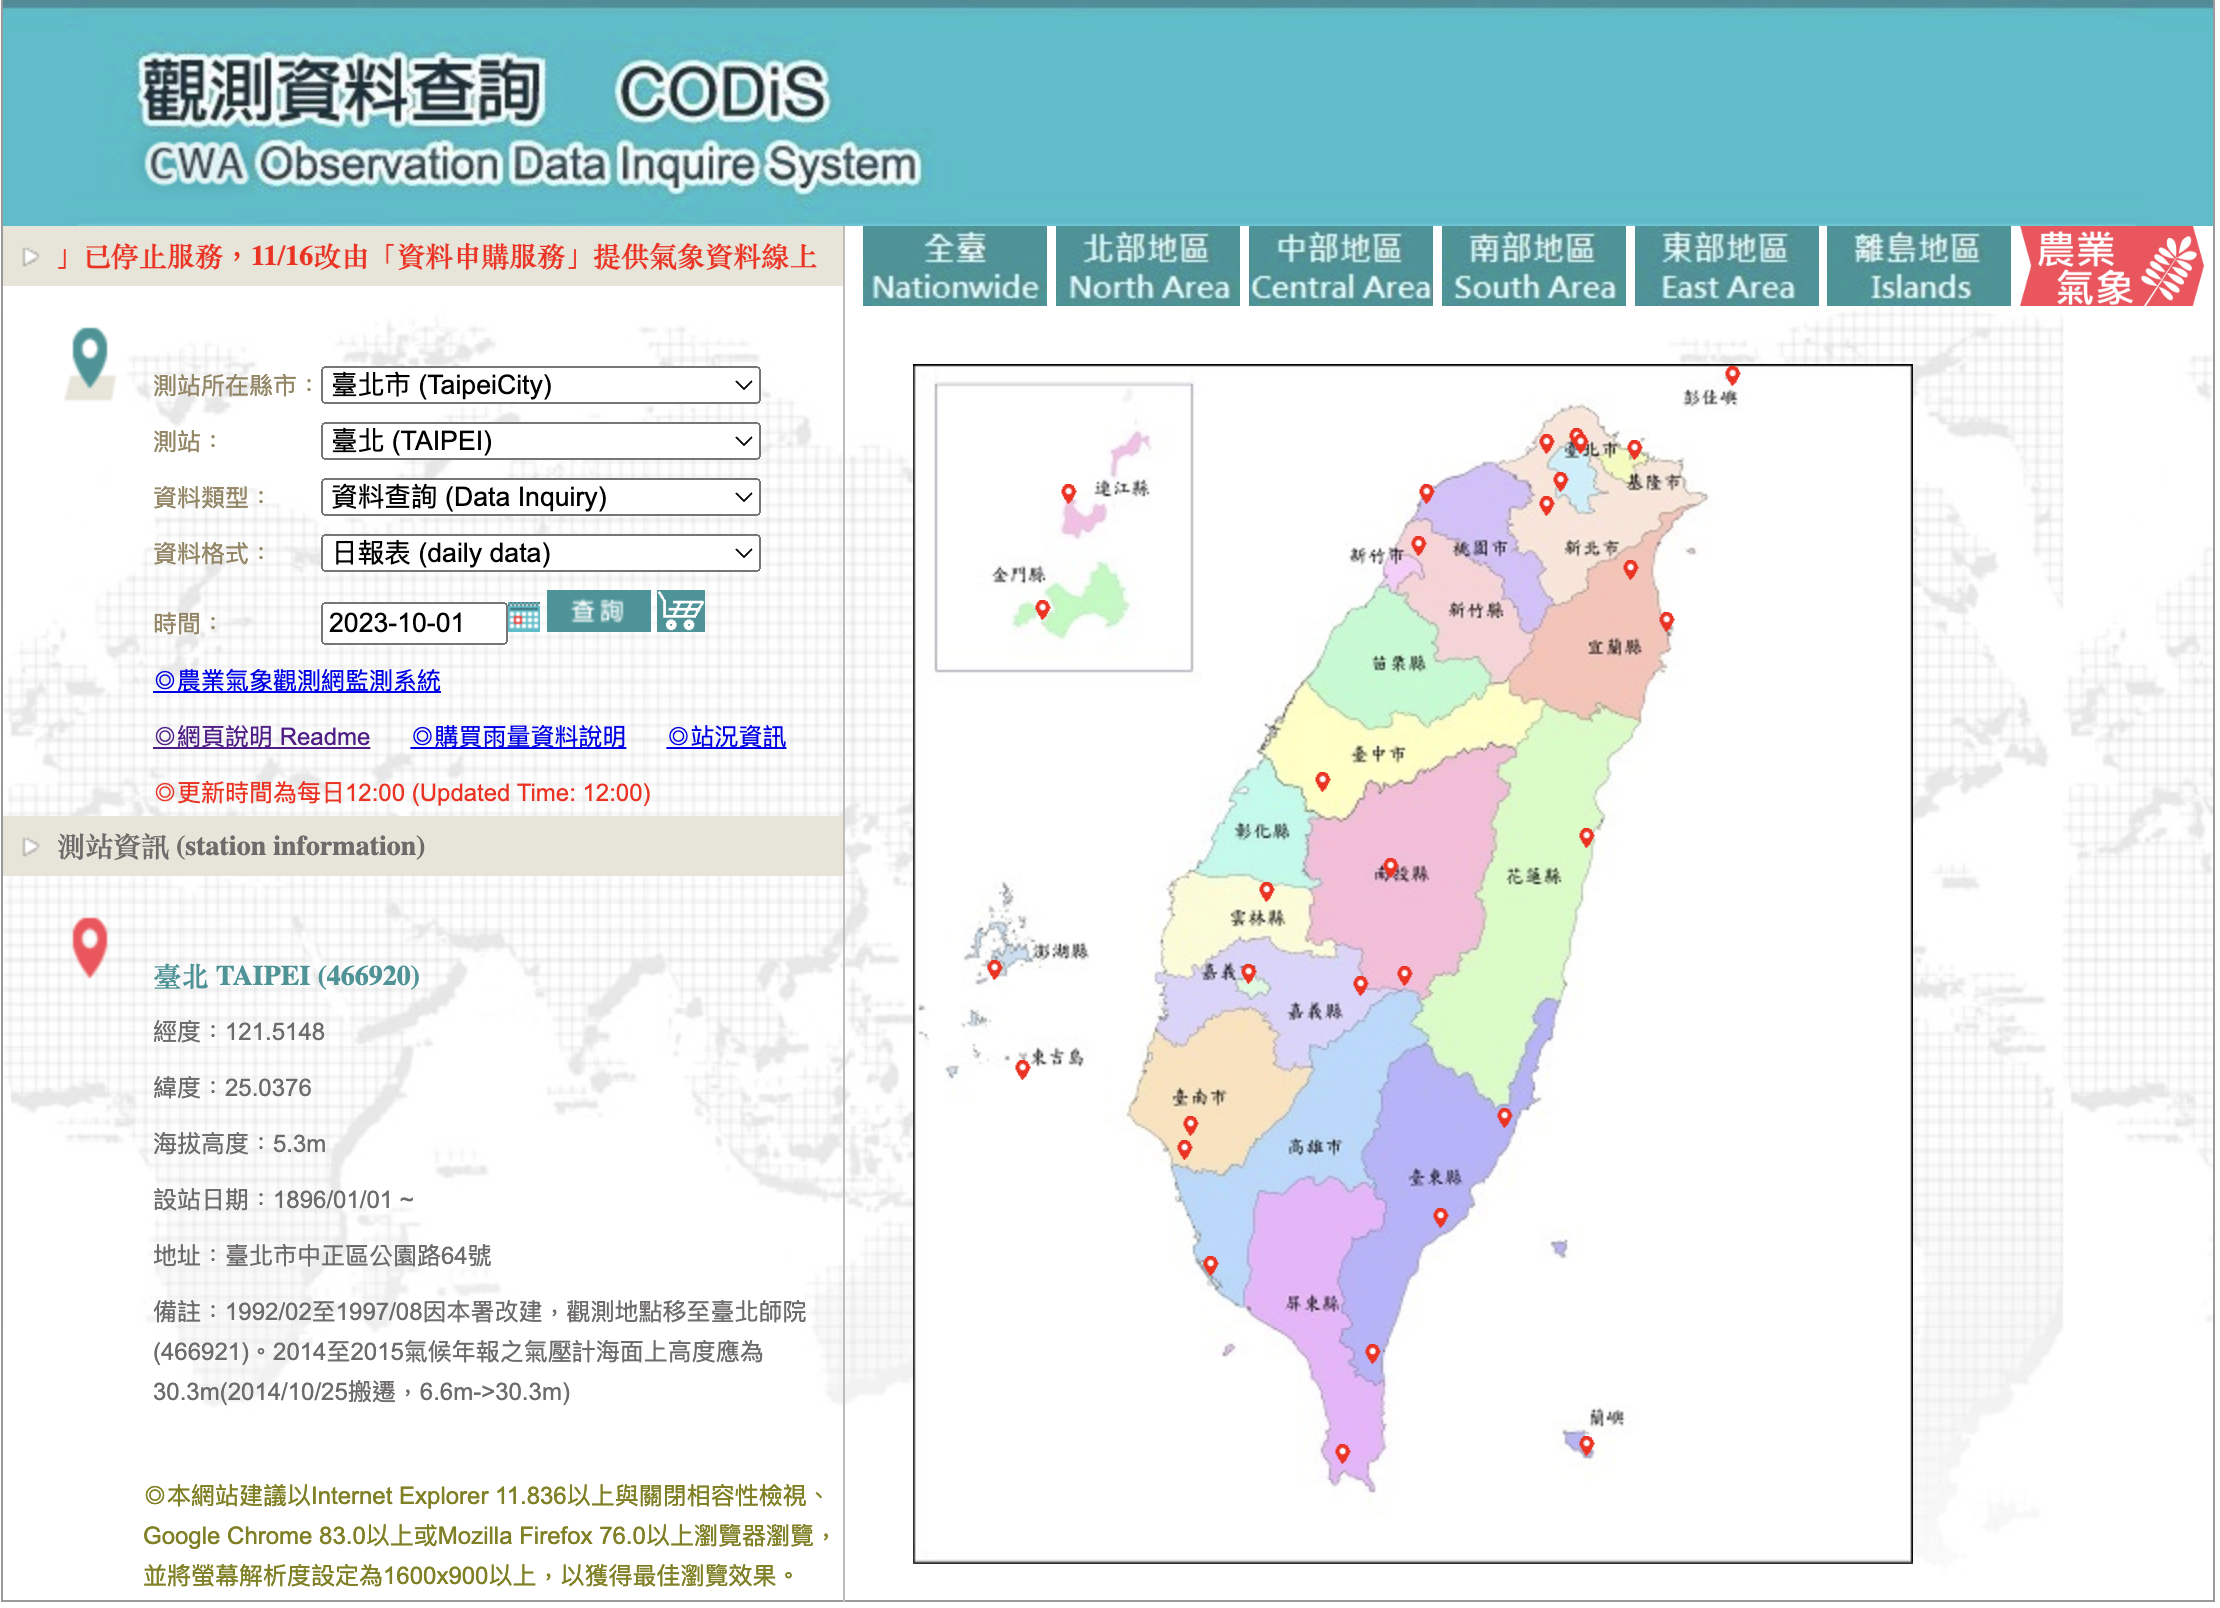 觀測資料查詢 CODiS
CWA Observation Data Inquire System
」已停止服務，11/16改由「資料申購服務」提供氣象資料線上
全臺
Nationwide
北部地區
North Area
中部地區
Central Area
南部地區
South Area
東部地區
East Area
離島地區
Islands
農業
氣象
測站所在縣市：臺北市 (TaipeiCity)
測站：臺北 (TAIPEI)
資料類型：資料查詢 (Data Inquiry)
資料格式：日報表 (daily data)
時間：2023-10-01 查詢
◎農業氣象觀測網監測系統
◎網頁說明 Readme ◎購買雨量資料說明 ◎站況資訊
◎更新時間為每日12:00 (Updated Time: 12:00)
測站資訊 (station information)
臺北 TAIPEI (466920)
經度：121.5148
緯度：25.0376
海拔高度：5.3m
設站日期：1896/01/01 ~
地址：臺北市中正區公園路64號
備註：1992/02至1997/08因本署改建，觀測地點移至臺北師院
(466921)。2014至2015氣候年報之氣壓計海面上高度應為
30.3m(2014/10/25搬遷，6.6m->30.3m)
◎本網站建議以Internet Explorer 11.836以上與關閉相容性檢視、
Google Chrome 83.0以上或Mozilla Firefox 76.0以上瀏覽器瀏覽，
並將螢幕解析度設定為1600x900以上，以獲得最佳瀏覽效果。
彭佳嶼
臺北市
基隆市
連江縣
新竹市
桃園市
新北市
金門縣
新竹縣
宜蘭縣
苗栗縣
臺中市
彰化縣
南投縣
花蓮縣
雲林縣
澎湖縣
嘉義
嘉義縣
東吉島
臺南市
高雄市
臺東縣
屏東縣
蘭嶼